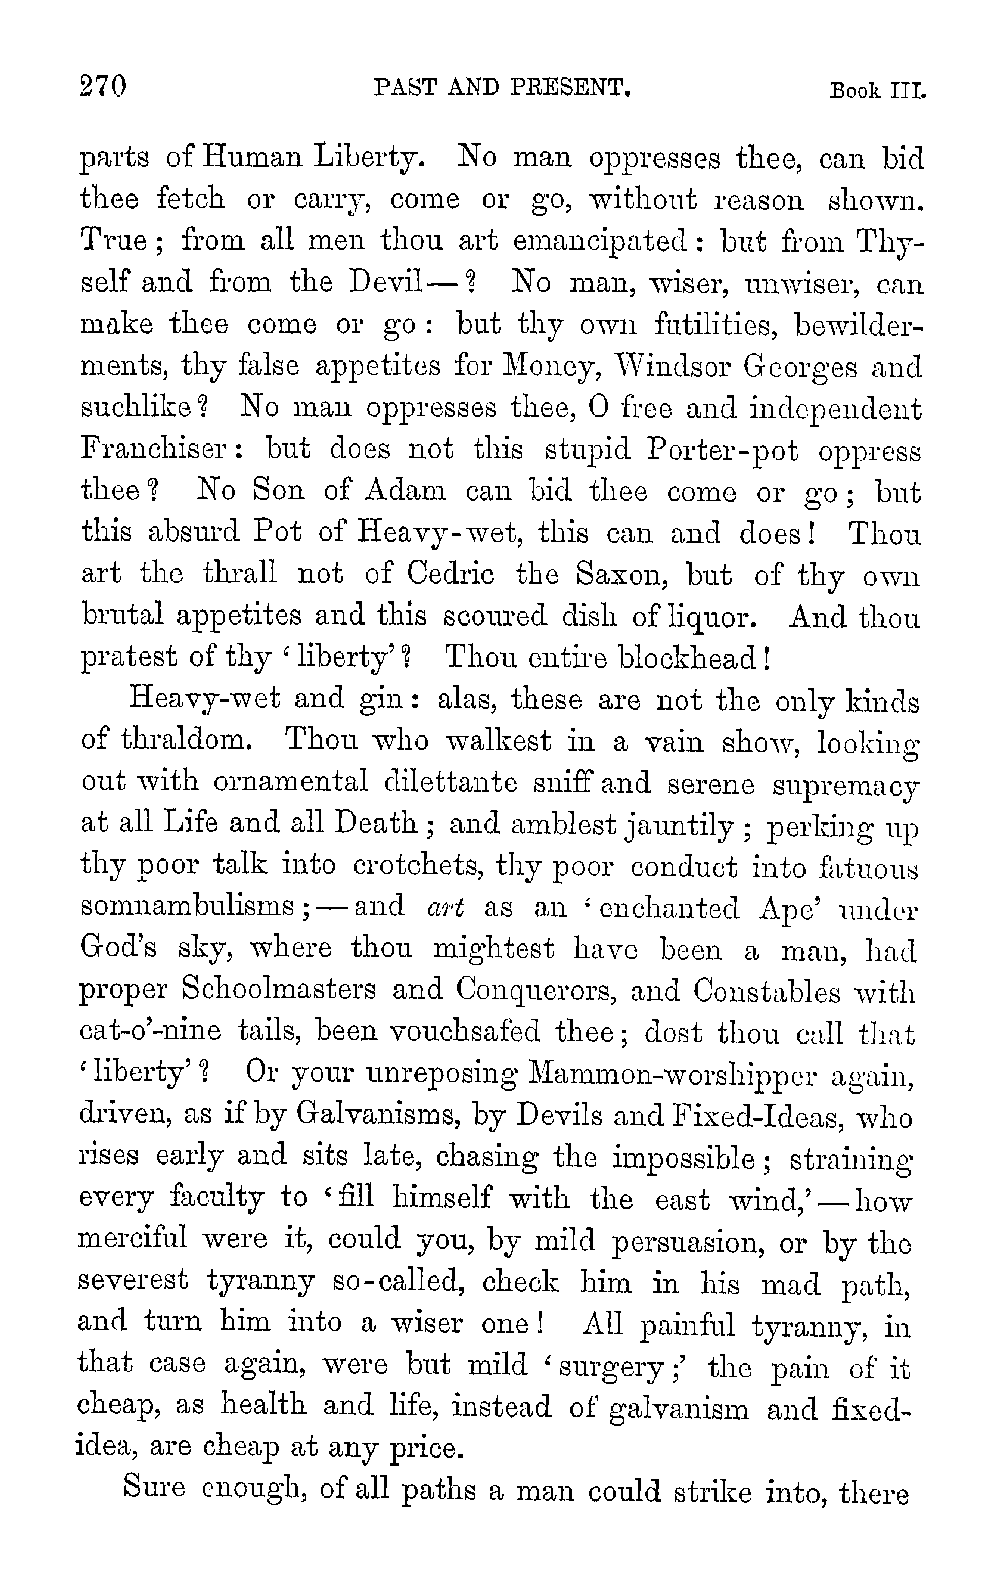 270 PAST AND PRESENT. Book III.
parts of Human Liberty. No man oppresses thee, can bid
thee fetch or carry, come or go, without reason shown.
True; from all men thou art emancipated: but from Thy-
self and from the Devil—? No man, wiser, unwiser, can
make thee come or go: but thy own futilities, bewilder-
ments, thy false appetites for Money, Windsor Georges and
suchlike? No man oppresses thee, O free and independent
Franchiser: but does not this stupid Porter-pot oppress
thee? No Son of Adam can bid thee come or go; but
this absurd Pot of Heavy-wet, this can and does! Thou
art the thrall not of Cedric the Saxon, but of thy own
brutal appetites and this scoured dish of liquor. And thou
pratest of thy ‘liberty’? Thou entire blockhead!
Heavy-wet and gin: alas, these are not the only kinds
of thraldom. Thou who walkest in a vain show, looking
out with ornamental dilettante sniff and serene supremacy
at all Life and all Death; and amblest jauntily; perking up
thy poor talk into crotchets, thy poor conduct into fatuous
somnambulisms;—and art as an ‘enchanted Ape’ under
God’s sky, where thou mightest have been a man, had
proper Schoolmasters and Conquerors, and Constables with
cat-o’-nine tails, been vouchsafed thee; dost thou call that
‘liberty’? Or your unreposing Mammon-worshipper again,
driven, as if by Galvanisms, by Devils and Fixed-Ideas, who
rises early and sits late, chasing the impossible; straining
every faculty to ‘fill himself with the east wind,’—how
merciful were it, could you, by mild persuasion, or by the
severest tyranny so-called, check him in his mad path,
and turn him into a wiser one! All painful tyranny, in
that case again, were but mild ‘surgery;’ the pain of it
cheap, as health and life, instead of galvanism and fixed-
idea, are cheap at any price.
Sure enough, of all paths a man could strike into, there